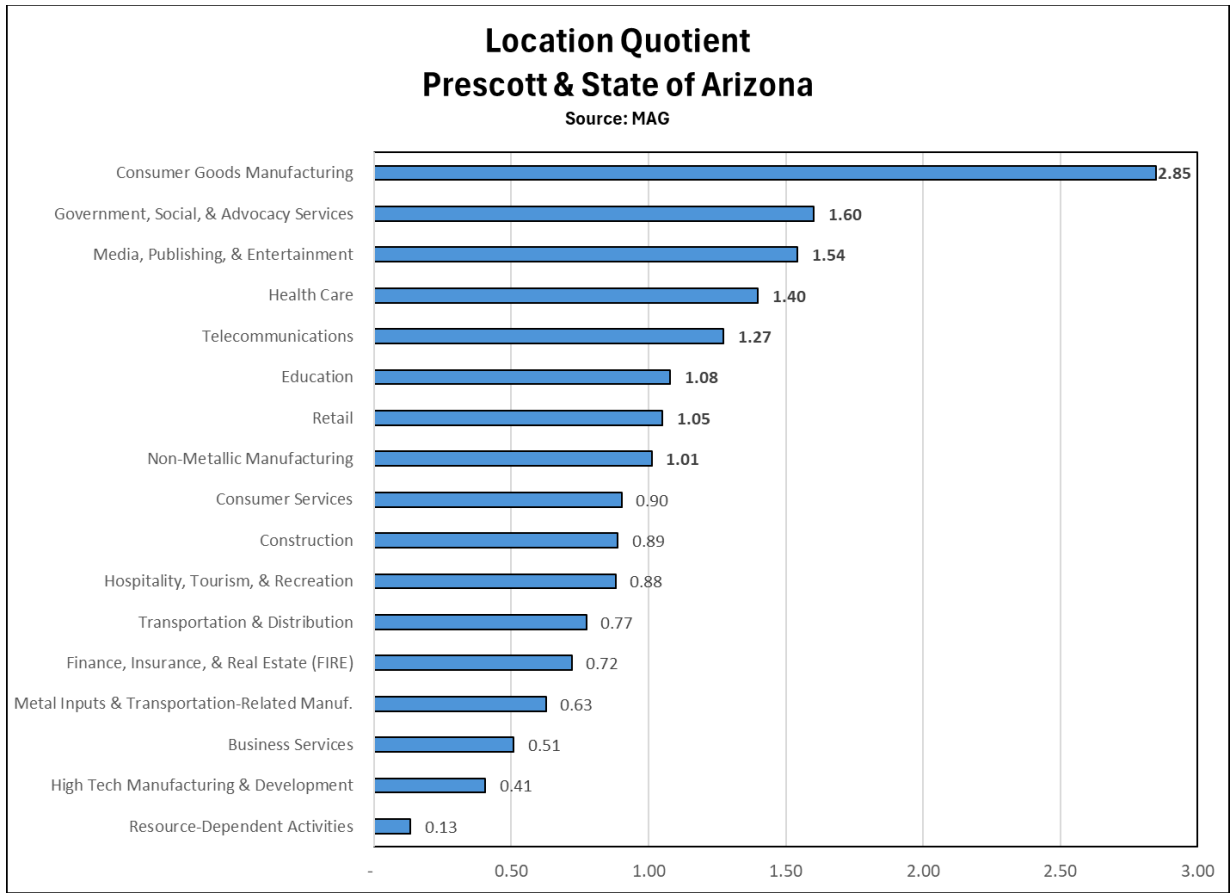 Location Quotient
Prescott & State of Arizona
Source: MAG
Consumer Goods Manufacturing 2.85
Government, Social, & Advocacy Services 1.60
Media, Publishing, & Entertainment 1.54
Health Care 1.40
Telecommunications 1.27
Education 1.08
Retail 1.05
Non-Metallic Manufacturing 1.01
Consumer Services 0.90
Construction 0.89
Hospitality, Tourism, & Recreation 0.88
Transportation & Distribution 0.77
Finance, Insurance, & Real Estate (FIRE) 0.72
Metal Inputs & Transportation-Related Manuf. 0.63
Business Services 0.51
High Tech Manufacturing & Development 0.41
Resource-Dependent Activities 0.13
- 0.50 1.00 1.50 2.00 2.50 3.00